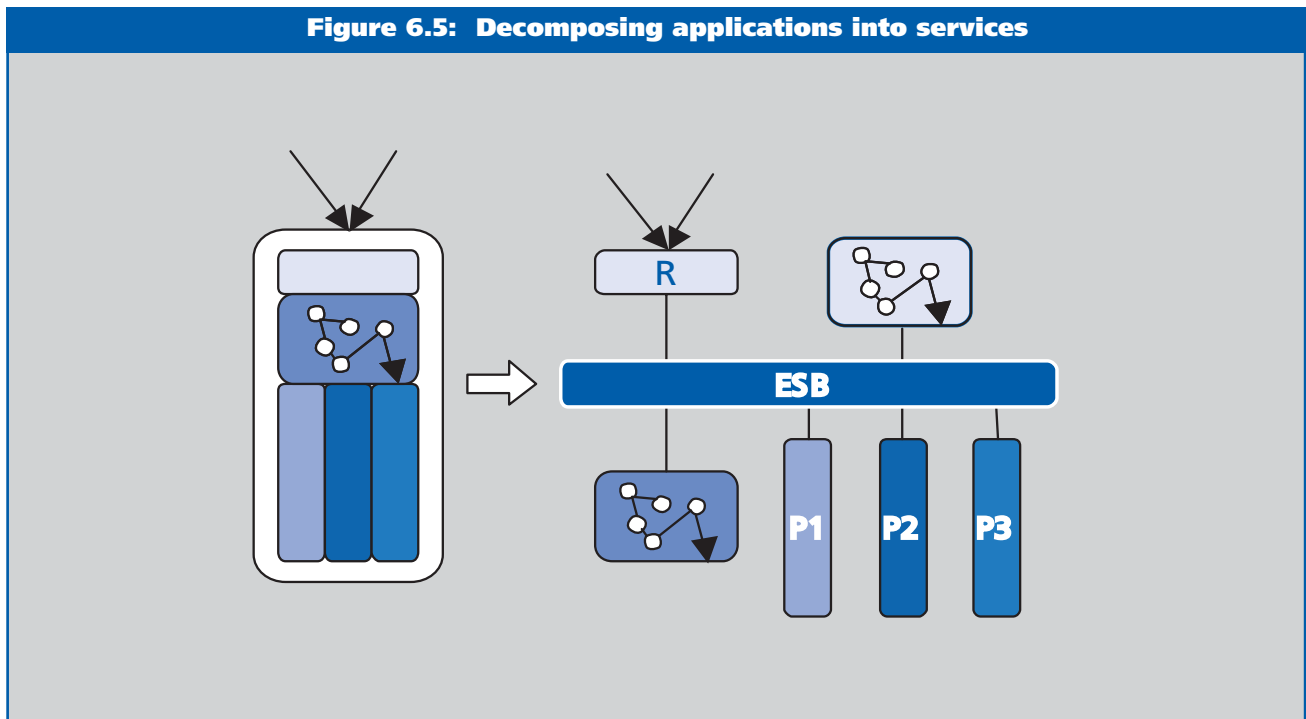 Figure 6.5: Decomposing applications into services
R
ESB
P1
P2
P3